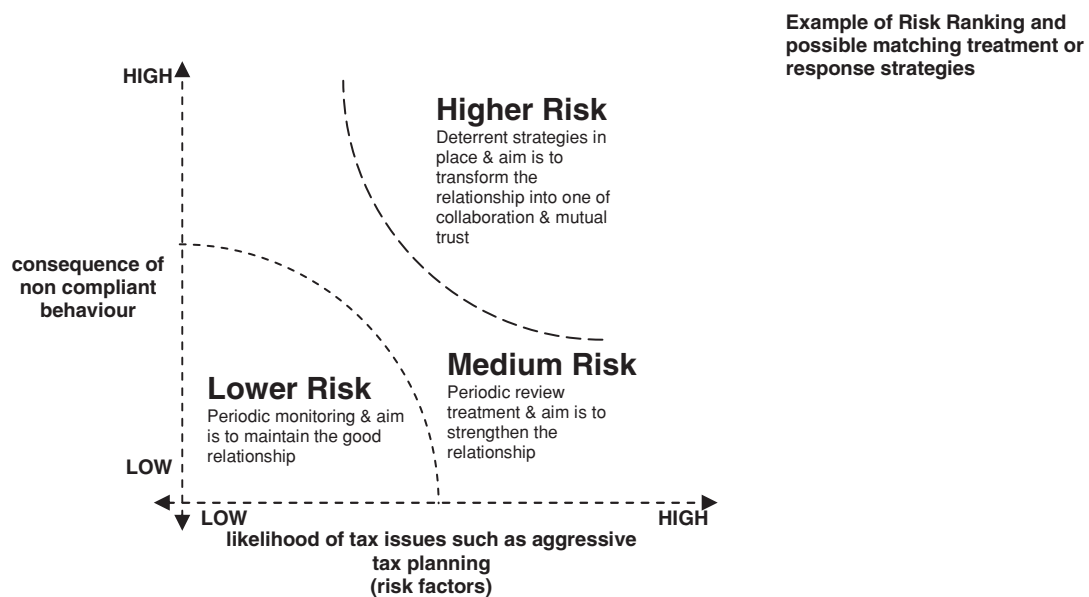 Example of Risk Ranking and
possible matching treatment or
response strategies
HIGH
Higher Risk
Deterrent strategies in
place & aim is to
transform the
relationship into one of
collaboration & mutual
trust
consequence of
non compliant
behaviour
Medium Risk
Periodic review
treatment & aim is to
strengthen the
relationship
Lower Risk
Periodic monitoring & aim
is to maintain the good
relationship
LOW
LOW
HIGH
likelihood of tax issues such as aggressive
tax planning
(risk factors)